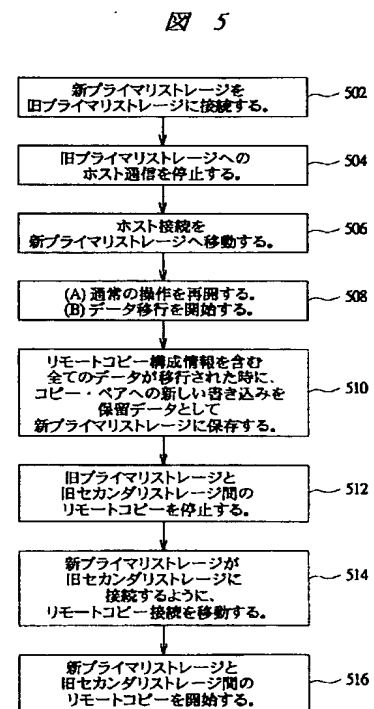 図 5
新プライマリストレージを
旧プライマリストレージに接続する。
502
旧プライマリストレージへの
ホスト通信を停止する。
504
ホスト接続を
新プライマリストレージへ移動する。
506
(A) 通常の操作を再開する。
(B) データ移行を開始する。
508
リモートコピー構成情報を含む
全てのデータが移行された時に、
コピー・ペアへの新しい書き込みを
保留データとして
新プライマリストレージに保存する。
510
旧プライマリストレージと
旧セカンダリストレージ間の
リモートコピーを停止する。
512
新プライマリストレージが
旧セカンダリストレージに
接続するように、
リモートコピー接続を移動する。
514
新プライマリストレージと
旧セカンダリストレージ間の
リモートコピーを開始する。
516